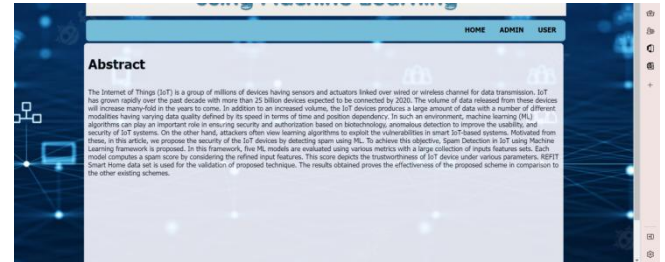 Using Machine Learning
HOME ADMIN USER
Abstract
The Internet of Things (IoT) is a group of millions of devices having sensors and actuators linked over wired or wireless channel for data transmission. IoT
has grown rapidly over the past decade with more than 25 billion devices expected to be connected by 2020. The volume of data released from these devices
will increase many-fold in the years to come. In addition to an increased volume, the IoT devices produces a large amount of data with a number of different
modalities having varying data quality defined by its speed in terms of time and position dependency. In such an environment, machine learning (ML)
algorithms can play an important role in ensuring security and authorization based on biotechnology, anomalous detection to improve the usability, and
security of IoT systems. On the other hand, attackers often view learning algorithms to exploit the vulnerabilities in smart IoT-based systems. Motivated from
these, in this article, we propose the security of the IoT devices by detecting spam using ML. To achieve this objective, Spam Detection in IoT using Machine
Learning framework is proposed. In this framework, five ML models are evaluated using various metrics with a large collection of inputs features sets. Each
model computes a spam score by considering the refined input features. This score depicts the trustworthiness of IoT device under various parameters. REFIT
Smart Home data set is used for the validation of proposed technique. The results obtained proves the effectiveness of the proposed scheme in comparison to
the other existing schemes.